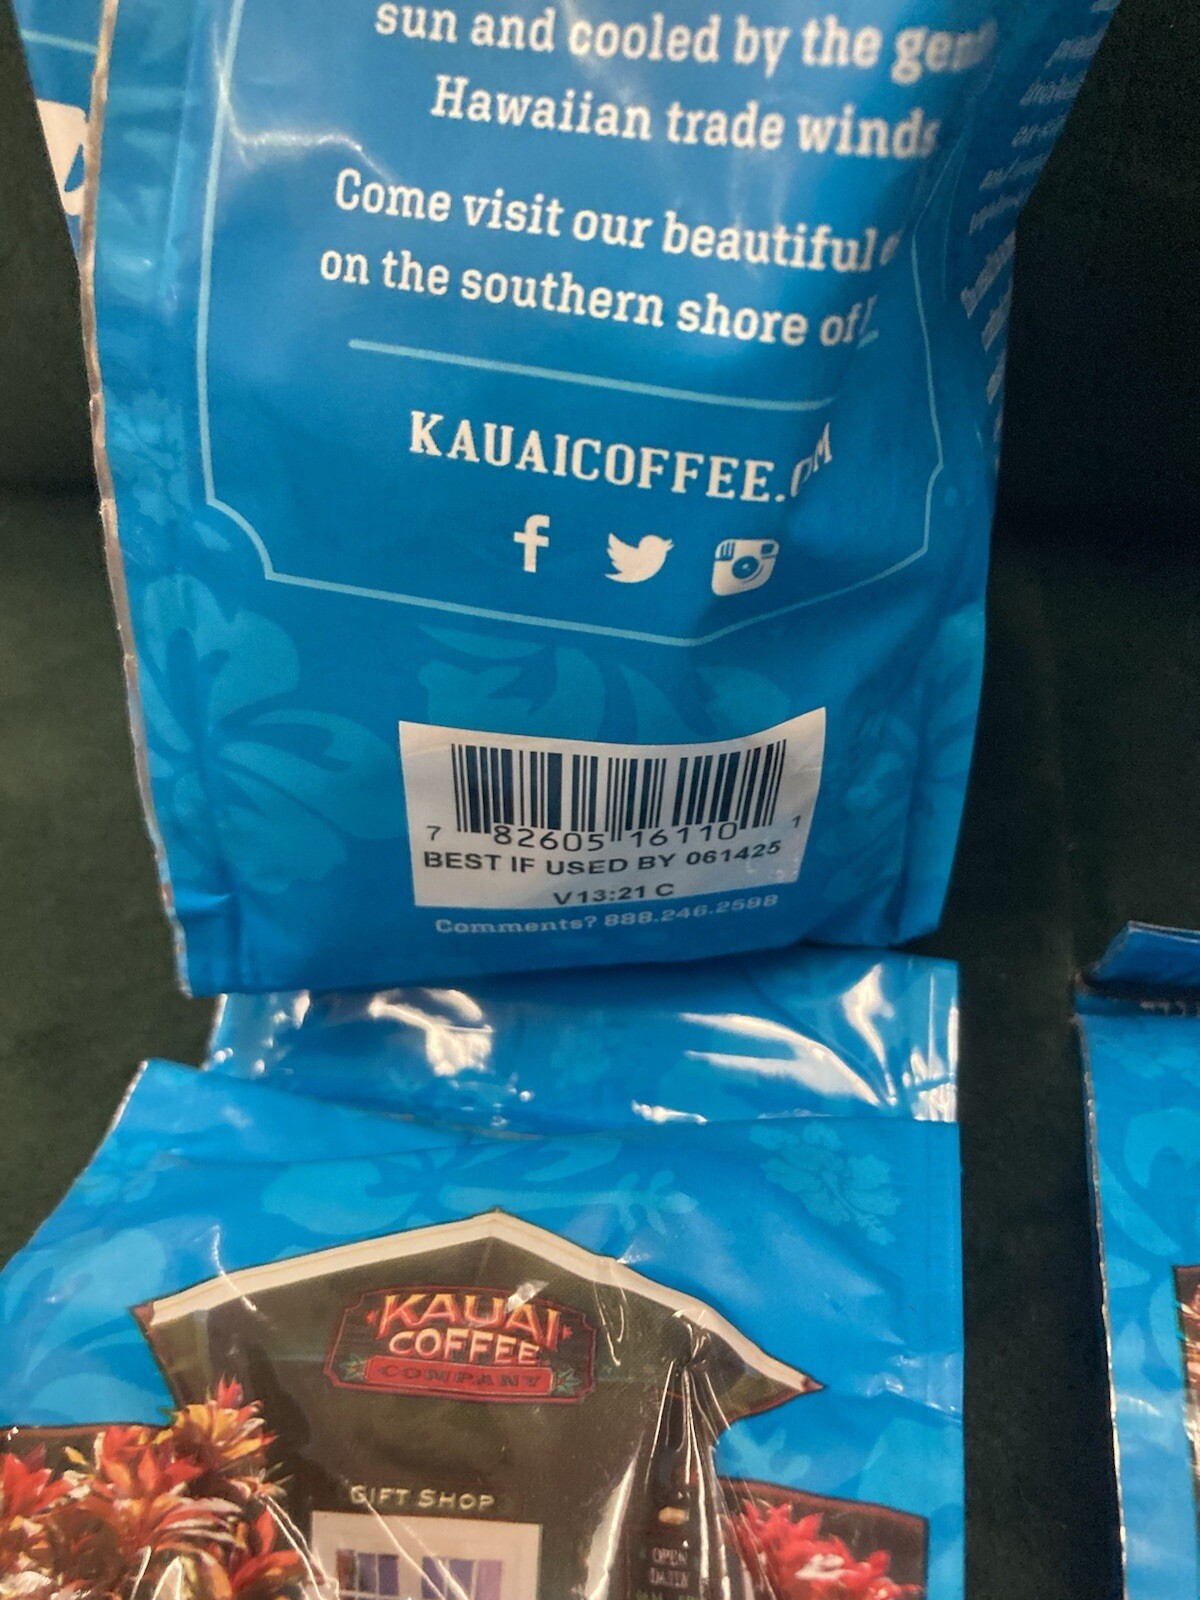 sun and cooled by the
Hawaiian trade winds
Come visit our beautiful
on the southern shore of
KAUAICOFFEE.
7 82605 16110 1
BEST IF USED BY 061425
V13:21 C
Comments? 888.246.2598
KAUAI
COFFEE
COMPANY
GIFT SHOP
OPEN
DAILY